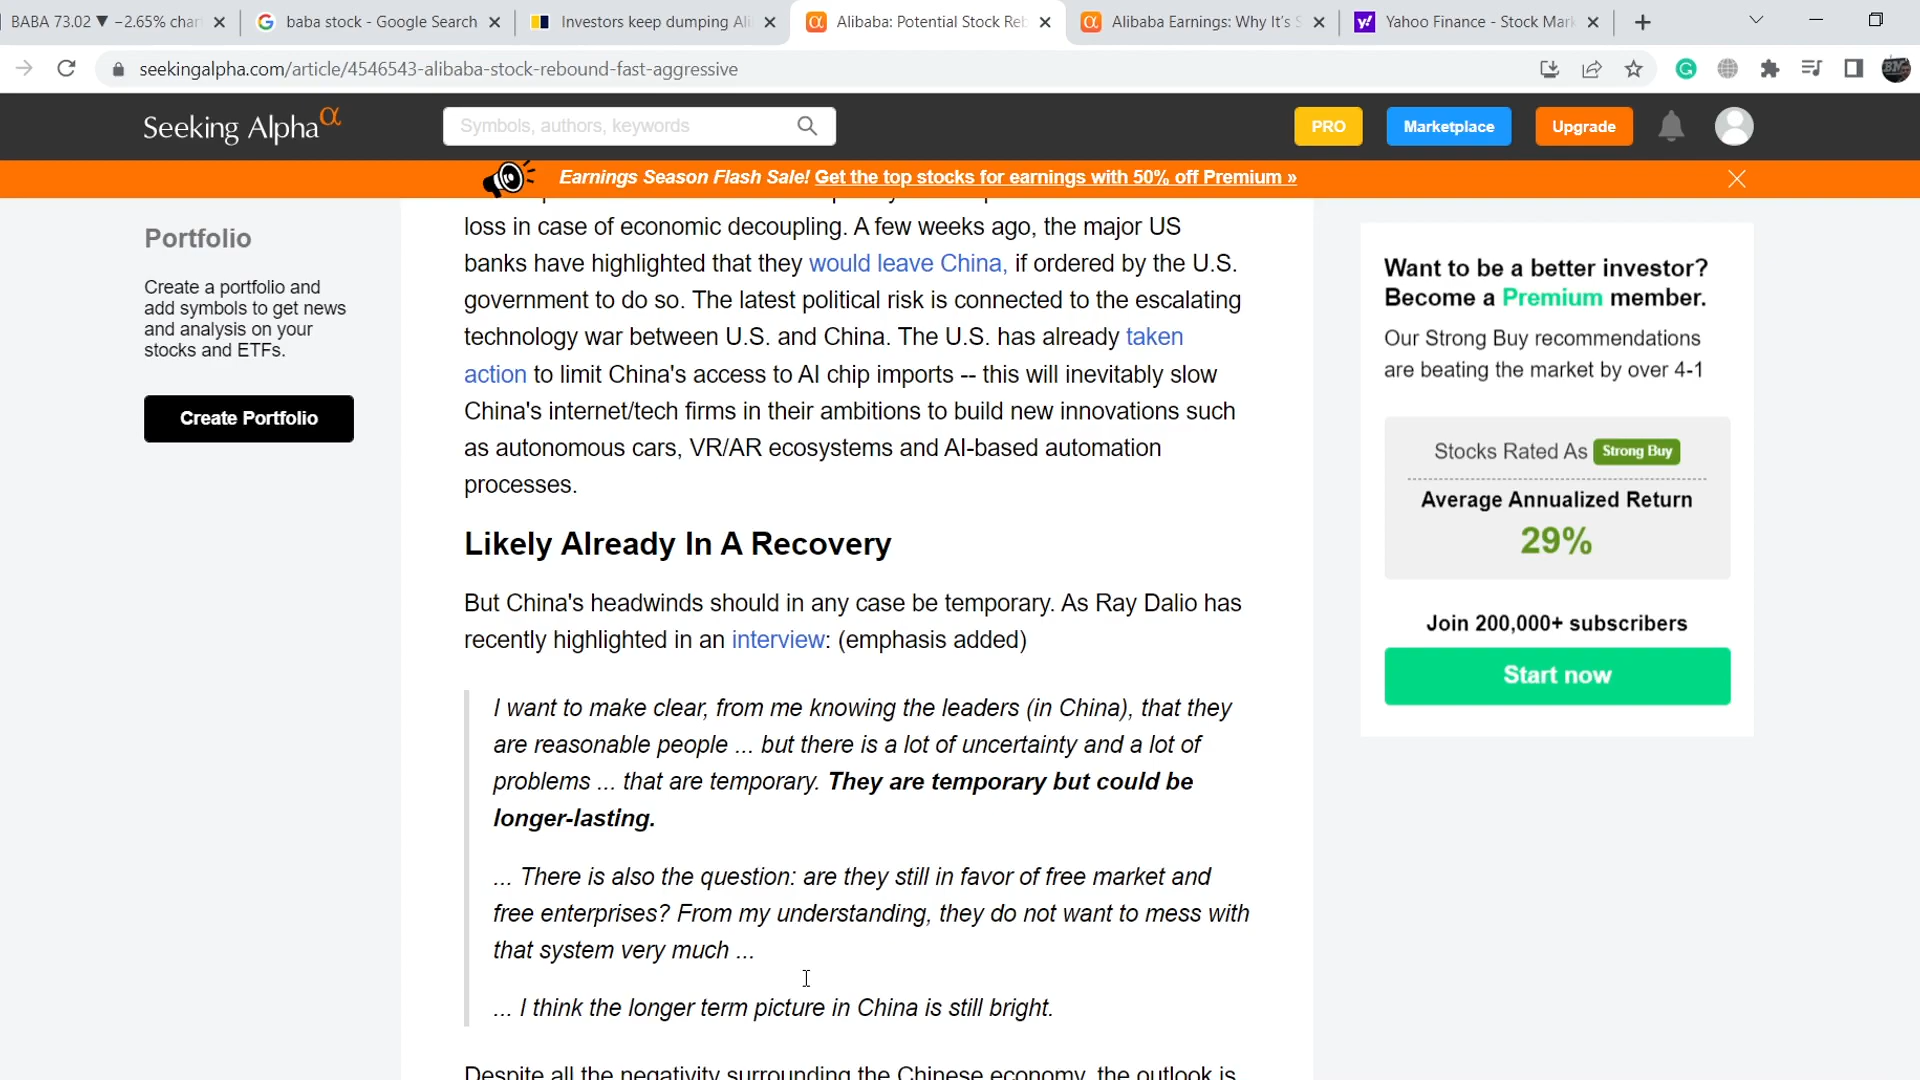 BABA 73.02 ▼ −2.65% char
baba stock - Google Search
Investors keep dumping Ali
Alibaba: Potential Stock Reb
Alibaba Earnings: Why It's S
Yahoo Finance - Stock Mark
seekingalpha.com/article/4546543-alibaba-stock-rebound-fast-aggressive
Seeking Alpha α
Symbols, authors, keywords
PRO
Marketplace
Upgrade
Earnings Season Flash Sale! Get the top stocks for earnings with 50% off Premium »
Portfolio
Create a portfolio and
add symbols to get news
and analysis on your
stocks and ETFs.
Create Portfolio
loss in case of economic decoupling. A few weeks ago, the major US
banks have highlighted that they would leave China, if ordered by the U.S.
government to do so. The latest political risk is connected to the escalating
technology war between U.S. and China. The U.S. has already taken
action to limit China's access to AI chip imports -- this will inevitably slow
China's internet/tech firms in their ambitions to build new innovations such
as autonomous cars, VR/AR ecosystems and AI-based automation
processes.
Likely Already In A Recovery
But China's headwinds should in any case be temporary. As Ray Dalio has
recently highlighted in an interview: (emphasis added)
I want to make clear, from me knowing the leaders (in China), that they
are reasonable people ... but there is a lot of uncertainty and a lot of
problems ... that are temporary. They are temporary but could be
longer-lasting.
... There is also the question: are they still in favor of free market and
free enterprises? From my understanding, they do not want to mess with
that system very much ...
... I think the longer term picture in China is still bright.
Despite all the negativity surrounding the Chinese economy, the outlook is
Want to be a better investor?
Become a Premium member.
Our Strong Buy recommendations
are beating the market by over 4-1
Stocks Rated As Strong Buy
Average Annualized Return
29%
Join 200,000+ subscribers
Start now